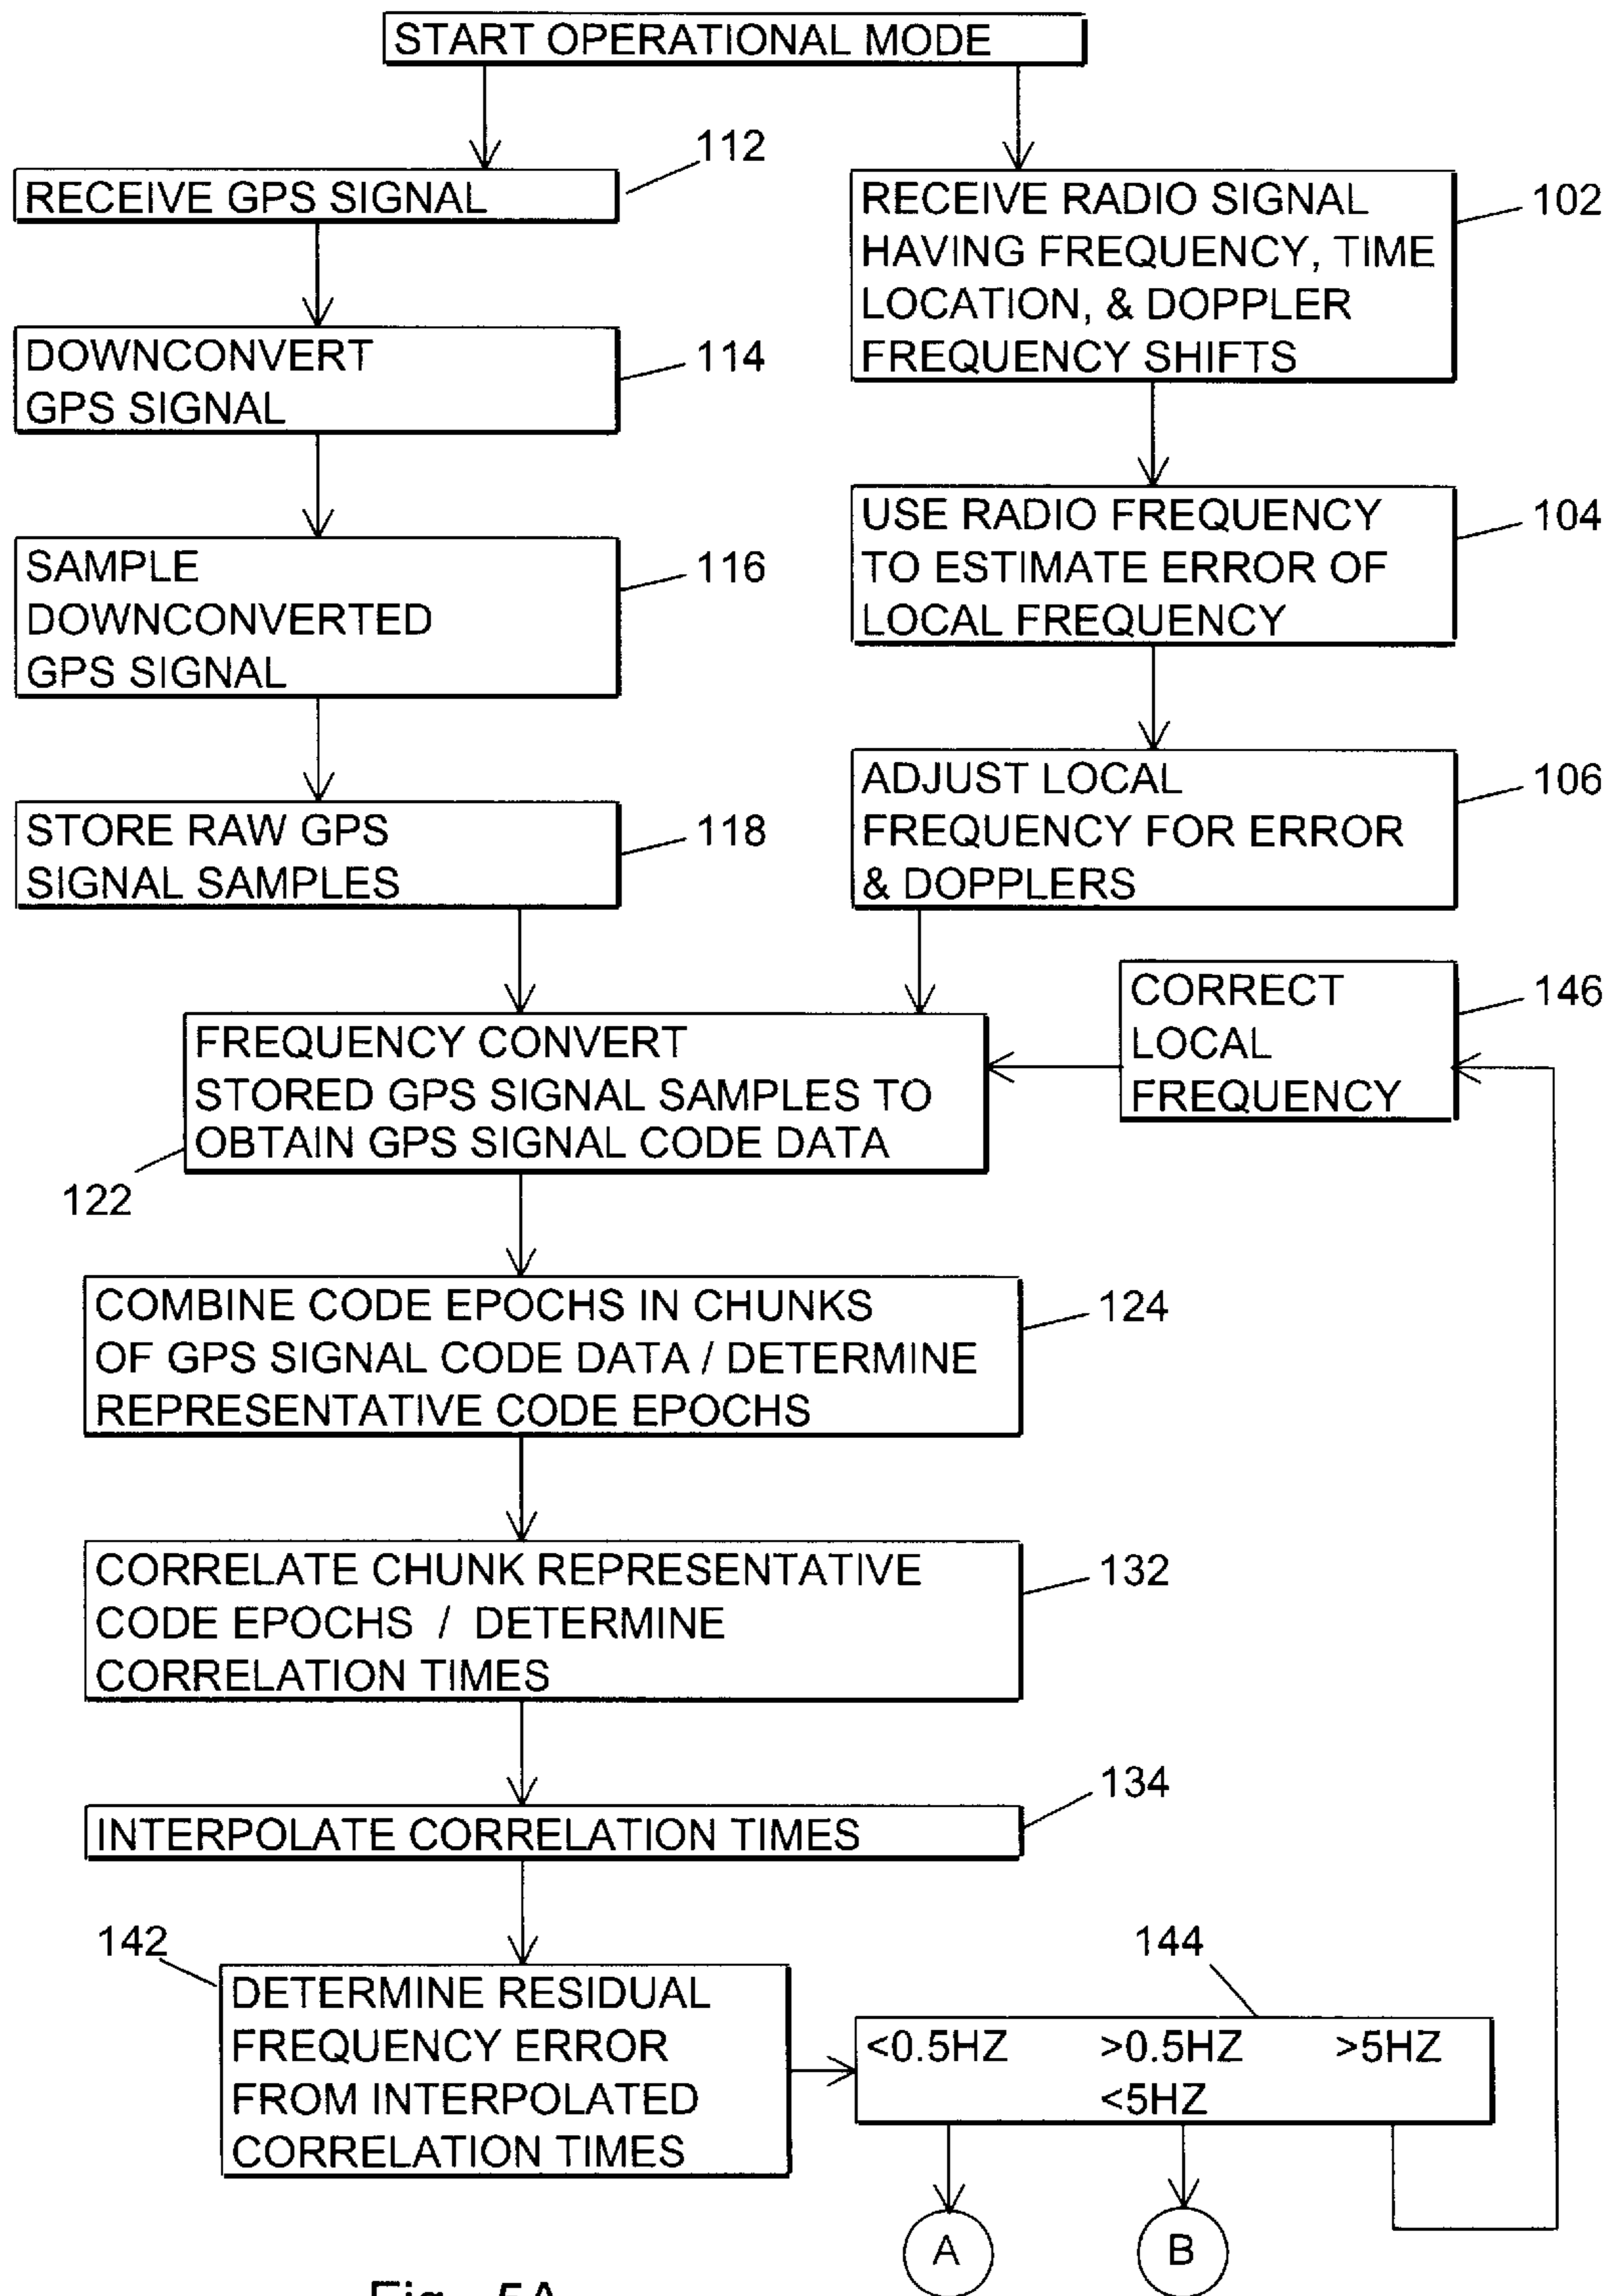 START OPERATIONAL MODE
112
RECEIVE GPS SIGNAL
RECEIVE RADIO SIGNAL
HAVING FREQUENCY, TIME
LOCATION, & DOPPLER
FREQUENCY SHIFTS
102
DOWNCONVERT
GPS SIGNAL
114
USE RADIO FREQUENCY
TO ESTIMATE ERROR OF
LOCAL FREQUENCY
104
SAMPLE
DOWNCONVERTED
GPS SIGNAL
116
ADJUST LOCAL
FREQUENCY FOR ERROR
& DOPPLERS
106
STORE RAW GPS
SIGNAL SAMPLES
118
CORRECT
LOCAL
FREQUENCY
146
FREQUENCY CONVERT
STORED GPS SIGNAL SAMPLES TO
OBTAIN GPS SIGNAL CODE DATA
122
COMBINE CODE EPOCHS IN CHUNKS
OF GPS SIGNAL CODE DATA / DETERMINE
REPRESENTATIVE CODE EPOCHS
124
CORRELATE CHUNK REPRESENTATIVE
CODE EPOCHS / DETERMINE
CORRELATION TIMES
132
134
INTERPOLATE CORRELATION TIMES
142
DETERMINE RESIDUAL
FREQUENCY ERROR
FROM INTERPOLATED
CORRELATION TIMES
144
<0.5HZ >0.5HZ >5HZ
<5HZ
A B
Fig. 5A